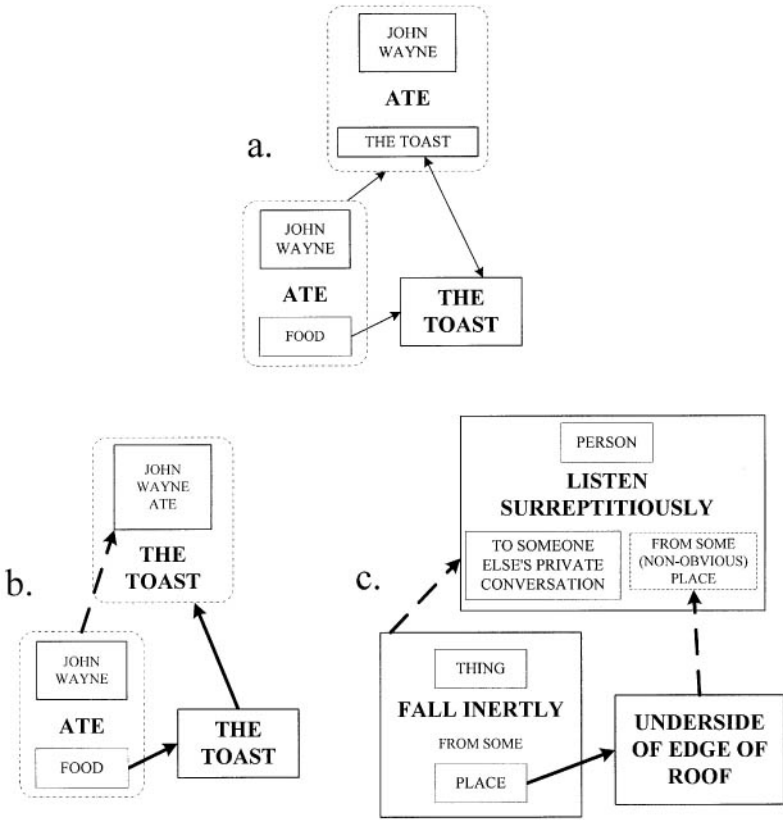 JOHN
WAYNE
ATE
THE TOAST
a.
JOHN
WAYNE
ATE
FOOD
THE
TOAST
JOHN
WAYNE
ATE
THE
TOAST
b.
JOHN
WAYNE
ATE
FOOD
THE
TOAST
PERSON
LISTEN
SURREPTITIOUSLY
TO SOMEONE
ELSE'S PRIVATE
CONVERSATION
FROM SOME
(NON-OBVIOUS)
PLACE
c.
THING
FALL INERTLY
FROM SOME
PLACE
UNDERSIDE
OF EDGE OF
ROOF